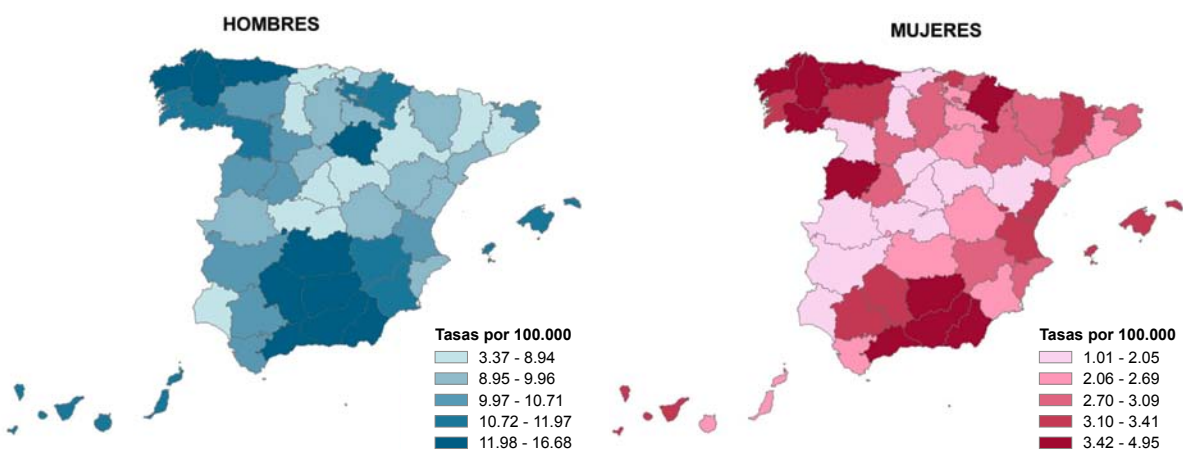 HOMBRES
Tasas por 100.000
3.37 - 8.94
8.95 - 9.96
9.97 - 10.71
10.72 - 11.97
11.98 - 16.68
MUJERES
Tasas por 100.000
1.01 - 2.05
2.06 - 2.69
2.70 - 3.09
3.10 - 3.41
3.42 - 4.95